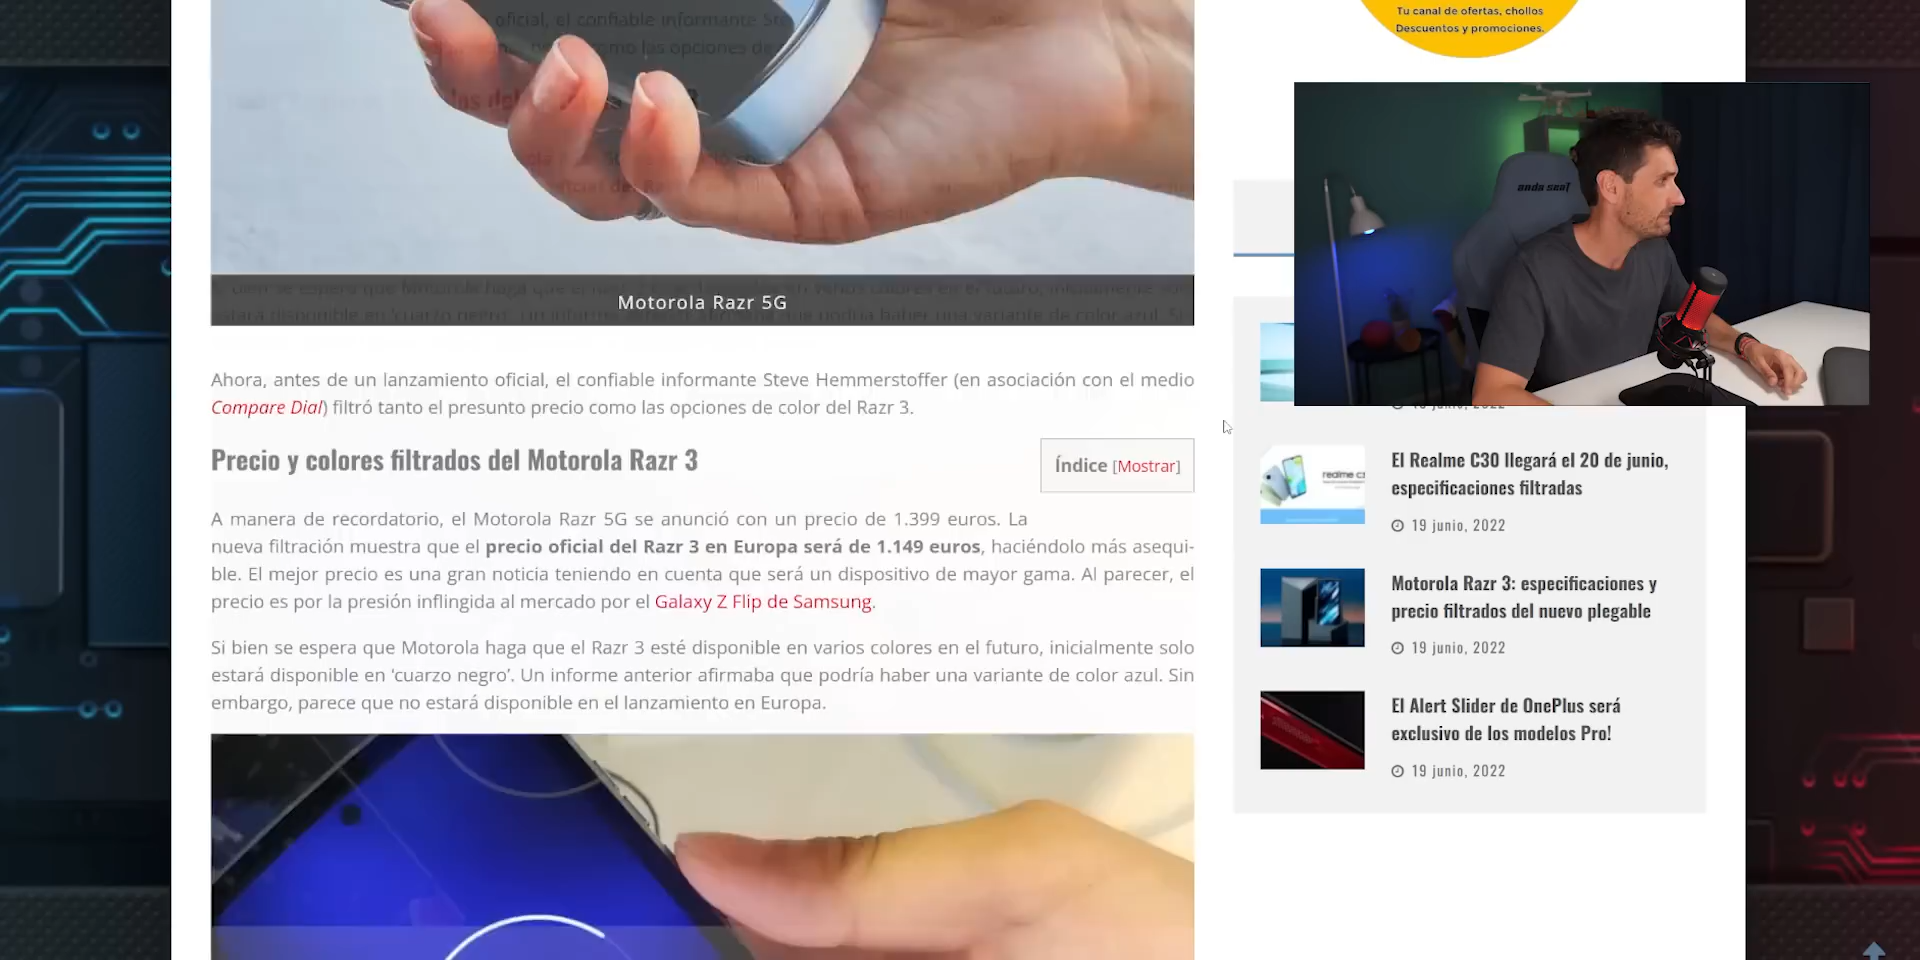 Tu canal de ofertas, chollos
Descuentos y promociones.
anda seaT
Motorola Razr 5G
Ahora, antes de un lanzamiento oficial, el confiable informante Steve Hemmerstoffer (en asociación con el medio
Compare Dial) filtró tanto el presunto precio como las opciones de color del Razr 3.
Precio y colores filtrados del Motorola Razr 3
Índice [Mostrar]
A manera de recordatorio, el Motorola Razr 5G se anunció con un precio de 1.399 euros. La
nueva filtración muestra que el precio oficial del Razr 3 en Europa será de 1.149 euros, haciéndolo más asequi-
ble. El mejor precio es una gran noticia teniendo en cuenta que será un dispositivo de mayor gama. Al parecer, el
precio es por la presión inflingida al mercado por el Galaxy Z Flip de Samsung.
Si bien se espera que Motorola haga que el Razr 3 esté disponible en varios colores en el futuro, inicialmente solo
estará disponible en ‘cuarzo negro’. Un informe anterior afirmaba que podría haber una variante de color azul. Sin
embargo, parece que no estará disponible en el lanzamiento en Europa.
El Realme C30 llegará el 20 de junio,
especificaciones filtradas
19 junio, 2022
Motorola Razr 3: especificaciones y
precio filtrados del nuevo plegable
19 junio, 2022
El Alert Slider de OnePlus será
exclusivo de los modelos Pro!
19 junio, 2022